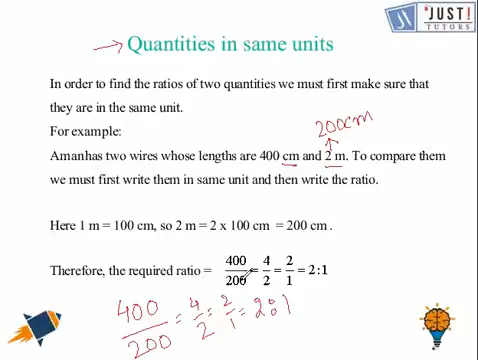 'JUST!
TUTORS
Quantities in same units
In order to find the ratios of two quantities we must first make sure that
they are in the same unit.
For example:
200cm
Amanhas two wires whose lengths are 400 cm and 2 m. To compare them
we must first write them in same unit and then write the ratio.
Here 1 m = 100 cm, so 2 m = 2 x 100 cm = 200 cm .
Therefore, the required ratio = 400/200 = 4/2 = 2/1 = 2:1
400/200 = 4/2 = 2/1 = 2:1